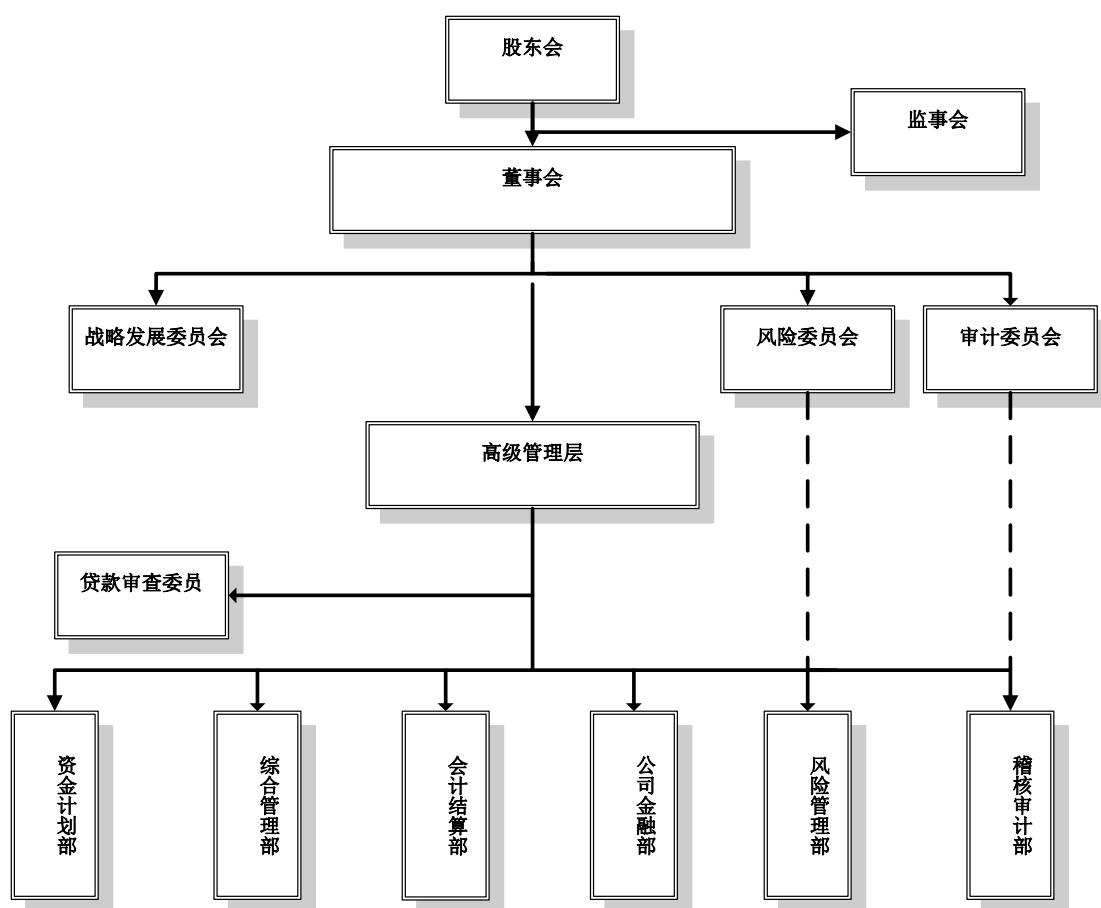 股东会
监事会
董事会
战略发展委员会
风险委员会
审计委员会
高级管理层
贷款审查委员
资金计划部
综合管理部
会计结算部
公司金融部
风险管理部
稽核审计部